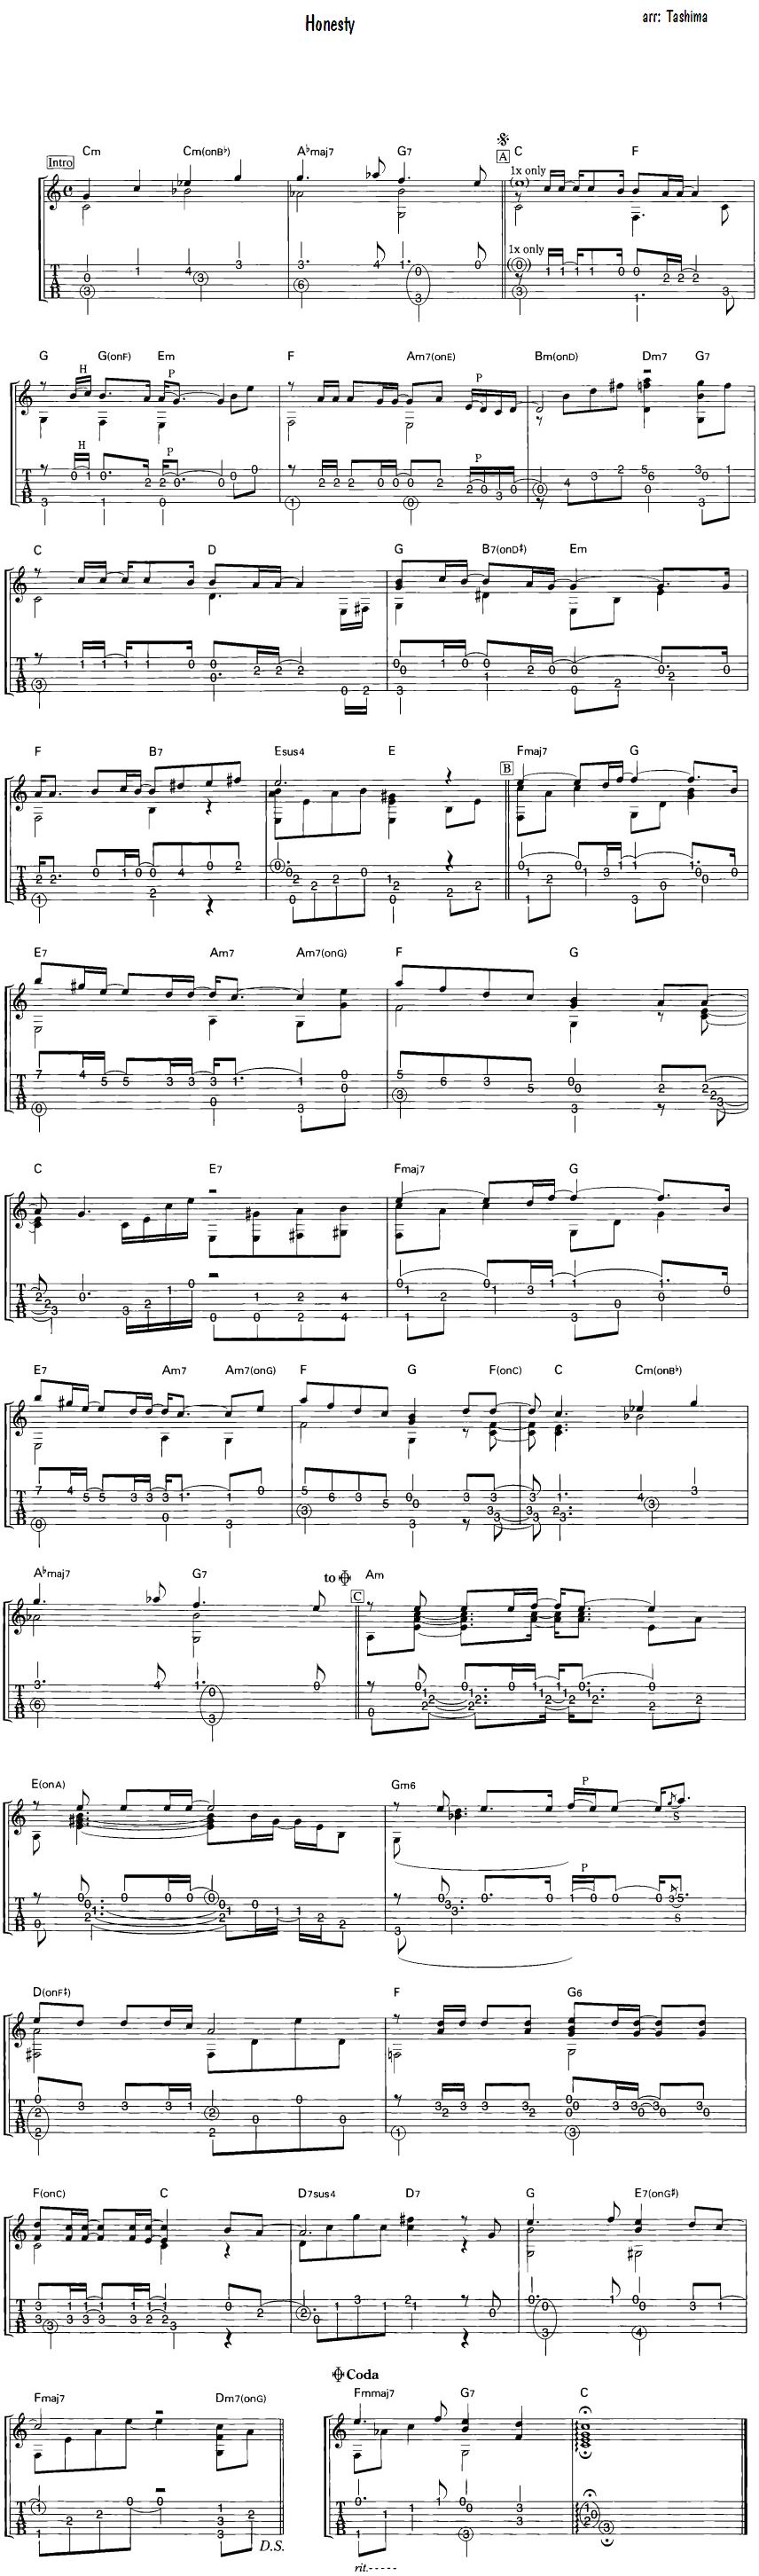 Honesty
arr: Tashima
Intro Cm Cm(onB♭) A♭maj7 G7 A C F
1x only
1x only
G G(onF) Em F Am7(onE) Bm(onD) Dm7 G7
H P P
H P P
C D G B7(onD♯) Em
F B7 Esus4 E B Fmaj7 G
E7 Am7 Am7(onG) F G
C E7 Fmaj7 G
E7 Am7 Am7(onG) F G F(onC) C Cm(onB♭)
A♭maj7 G7 to C Am
E(onA) Gm6 P
S
P
S
D(onF♯) F G6
F(onC) C D7sus4 D7 G E7(onG♯)
Coda
Fmaj7 Dm7(onG) Fmmaj7 G7 C
D.S.
rit.-----